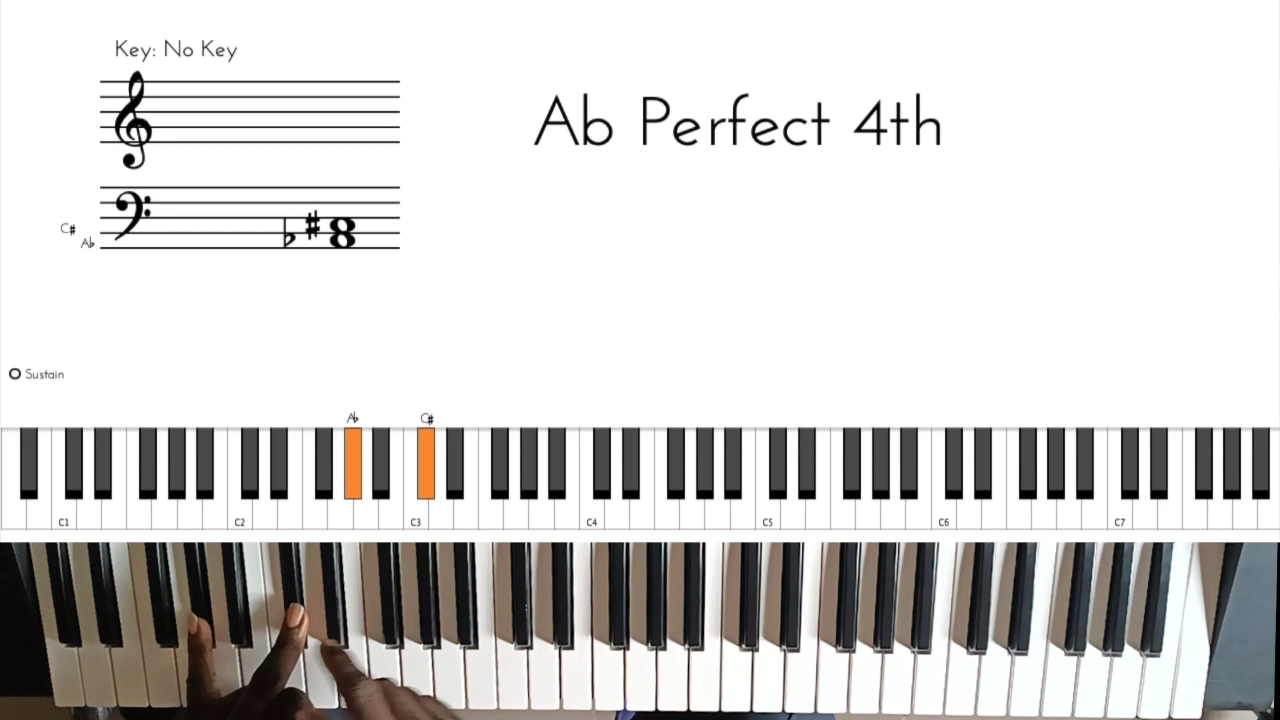 Key: No Key
Ab Perfect 4th
C#
Ab
Sustain
Ab C#
C1 C2 C3 C4 C5 C6 C7